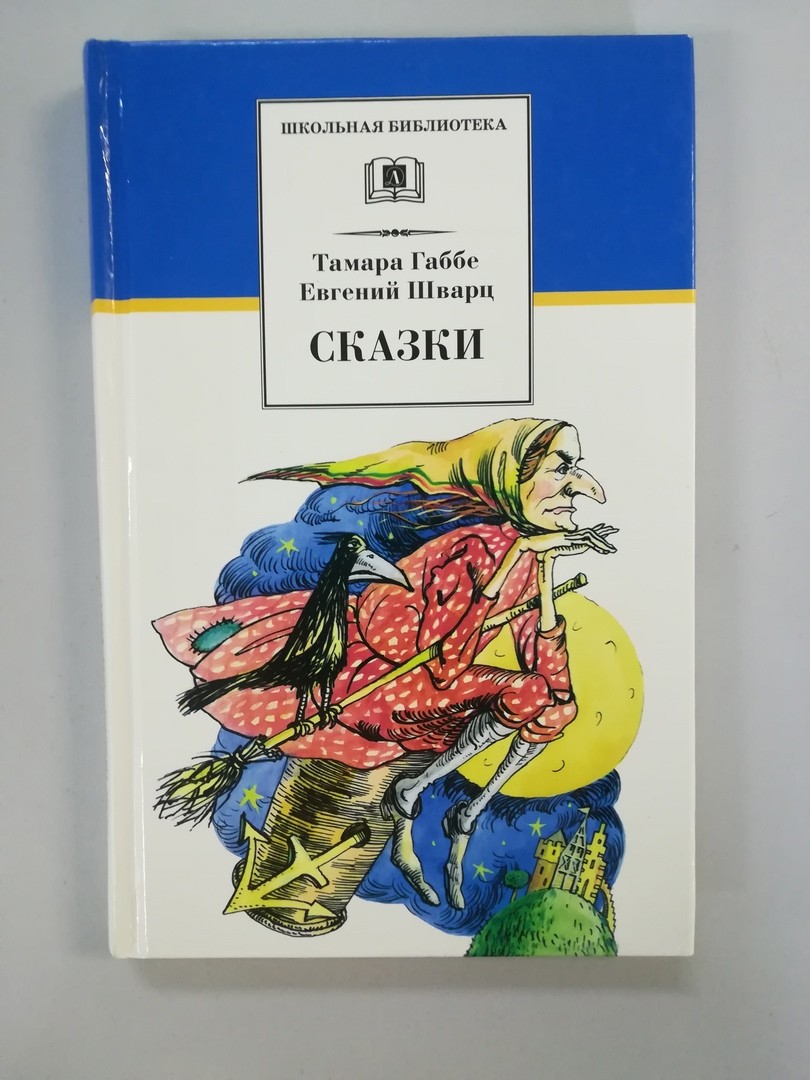 ШКОЛЬНАЯ БИБЛИОТЕКА
Л
Тамара Габбе
Евгений Шварц
СКАЗКИ